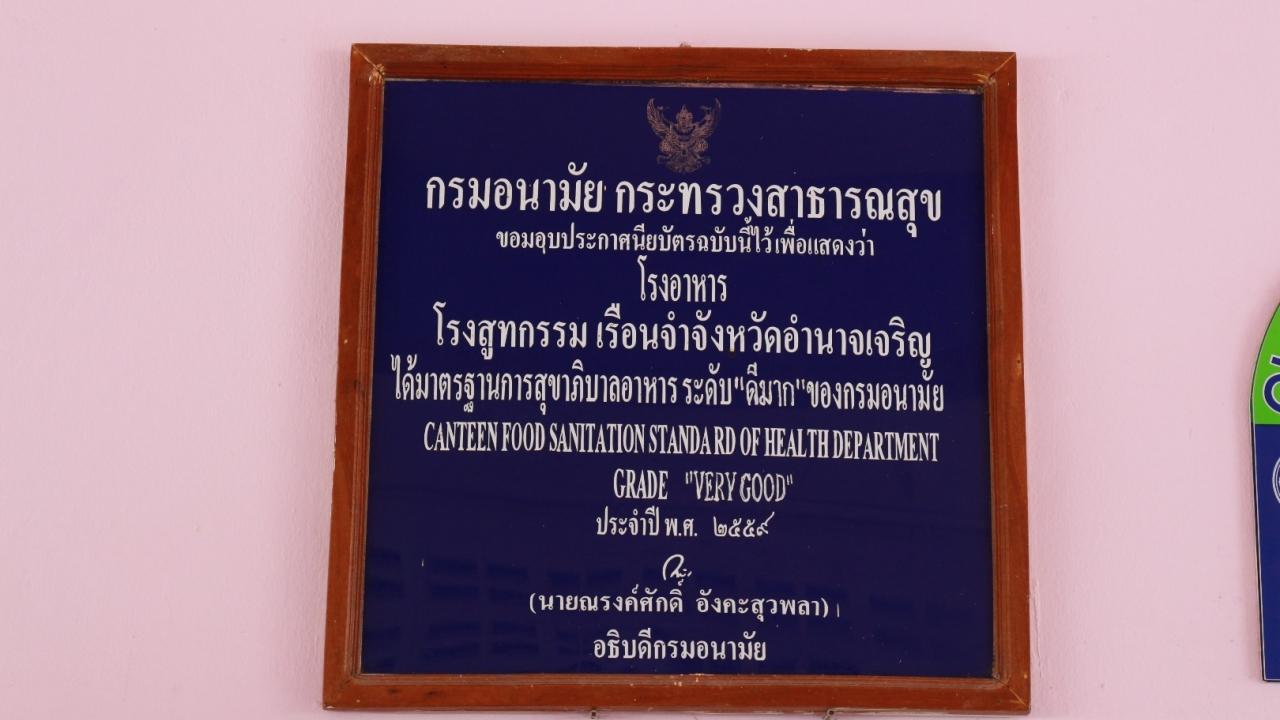 กรมอนามัย กระทรวงสาธารณสุข
ขอมอบประกาศนียบัตรฉบับนี้ไว้เพื่อแสดงว่า
โรงอาหาร
โรงสูทกรรม เรือนจำจังหวัดอำนาจเจริญ
ได้มาตรฐานการสุขาภิบาลอาหาร ระดับ"ดีมาก"ของกรมอนามัย
CANTEEN FOOD SANITATION STANDARD OF HEALTH DEPARTMENT
GRADE "VERY GOOD"
ประจำปี พ.ศ. ๒๕๕๙
(นายณรงค์ศักดิ์ อังคะสุวพลา)
อธิบดีกรมอนามัย